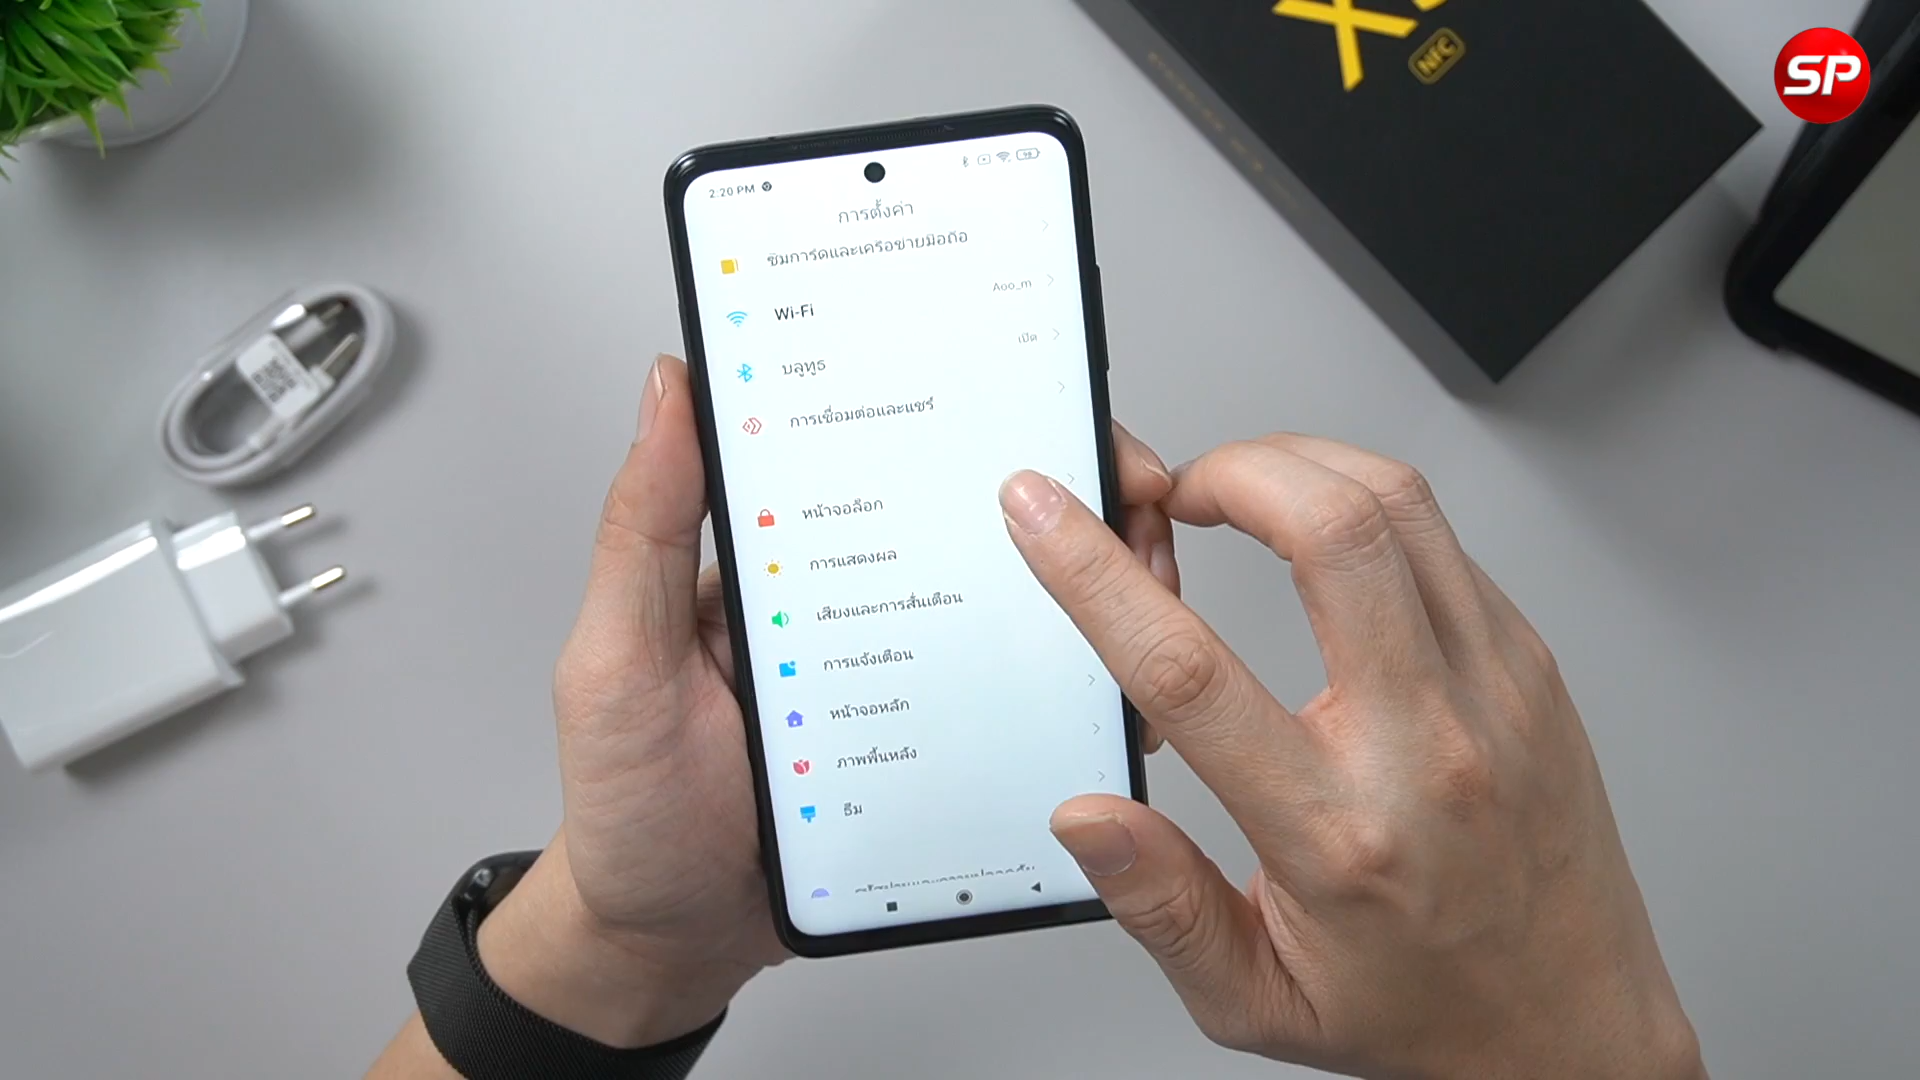 SP
NFC
2:20 PM
การตั้งค่า
ซิมการ์ดและเครือข่ายมือถือ
Wi-Fi
Aoo_m
บลูทูธ
เปิด
การเชื่อมต่อและแชร์
หน้าจอล็อก
การแสดงผล
เสียงและการสั่นเตือน
การแจ้งเตือน
หน้าจอหลัก
ภาพพื้นหลัง
ธีม